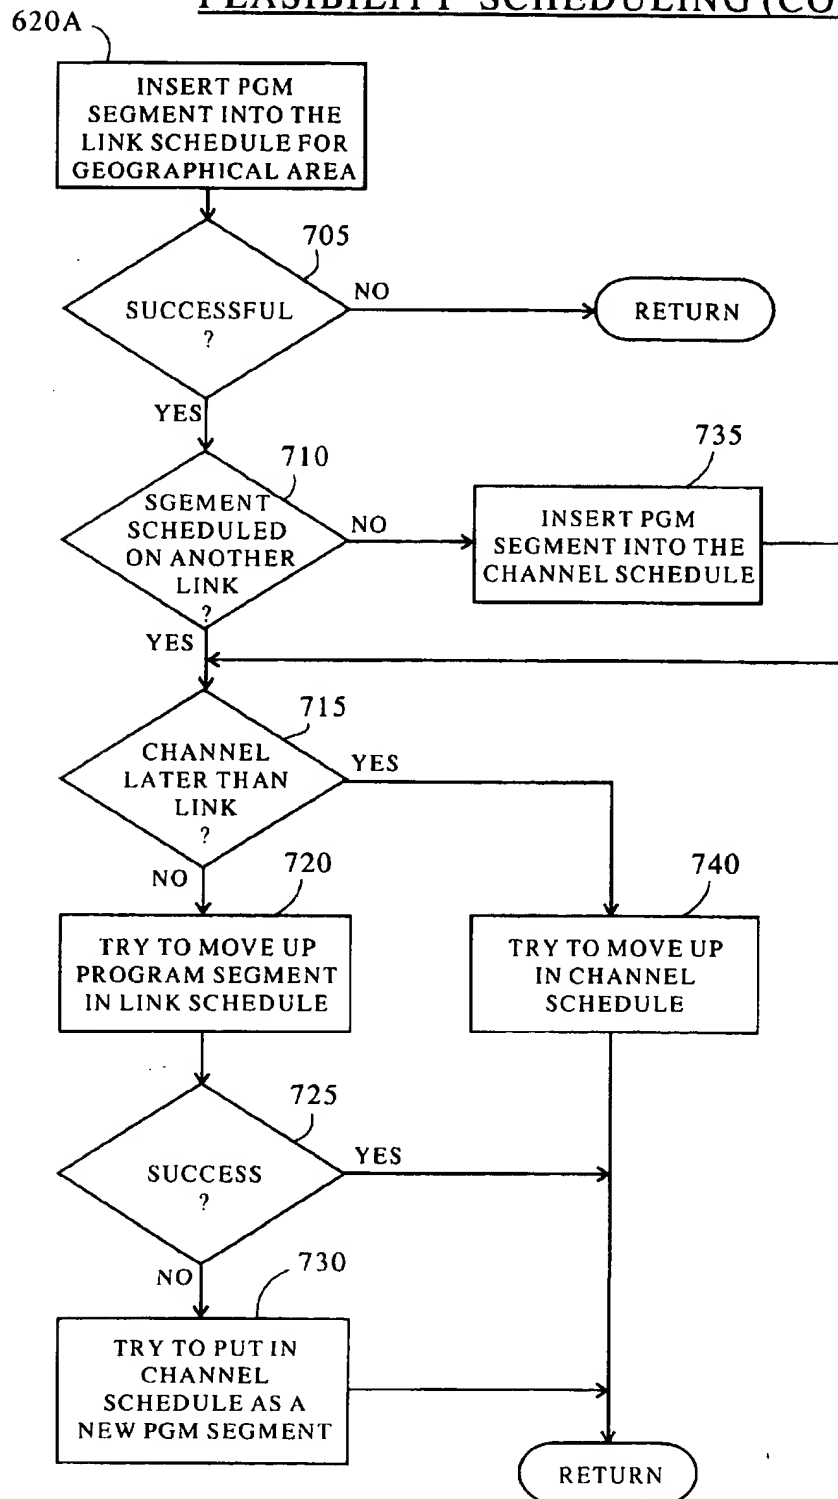 FEASIBILITY SCHEDULING (CO
620A
INSERT PGM
SEGMENT INTO THE
LINK SCHEDULE FOR
GEOGRAPHICAL AREA
705
SUCCESSFUL
?
NO
RETURN
YES
710
SGEMENT
SCHEDULED
ON ANOTHER
LINK
?
NO
735
INSERT PGM
SEGMENT INTO THE
CHANNEL SCHEDULE
YES
715
CHANNEL
LATER THAN
LINK
?
YES
NO
720
TRY TO MOVE UP
PROGRAM SEGMENT
IN LINK SCHEDULE
740
TRY TO MOVE UP
IN CHANNEL
SCHEDULE
725
SUCCESS
?
YES
NO
730
TRY TO PUT IN
CHANNEL
SCHEDULE AS A
NEW PGM SEGMENT
RETURN